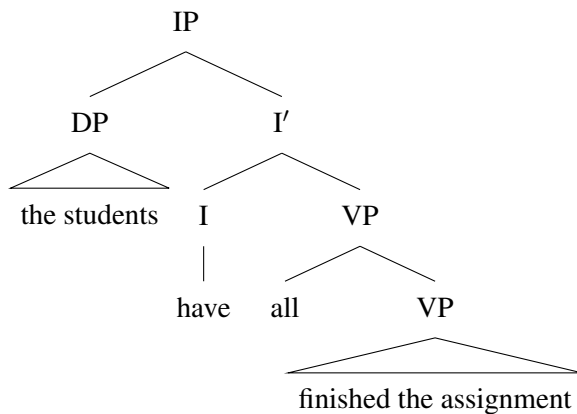 IP
DP I′
the students I VP
have all VP
finished the assignment